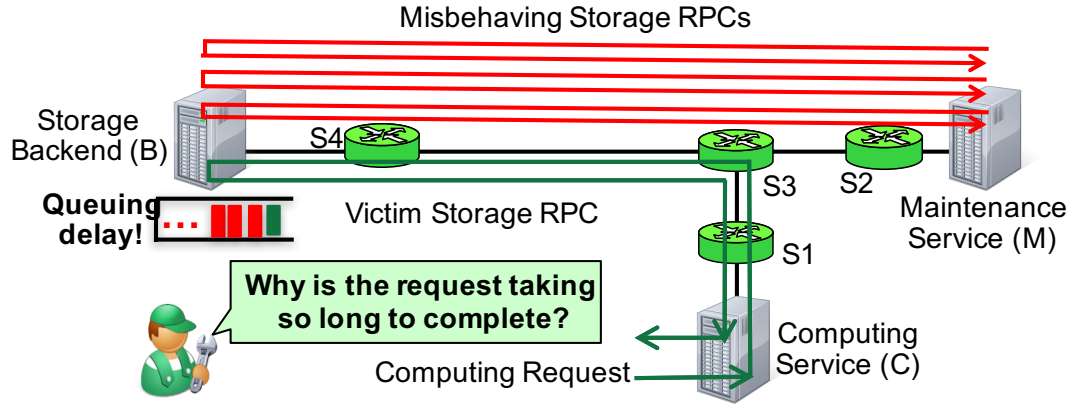 Misbehaving Storage RPCs
Storage
Backend (B)
S4
S3
S2
Queuing
delay!
...
Victim Storage RPC
Maintenance
Service (M)
S1
Why is the request taking
so long to complete?
Computing Request
Computing
Service (C)